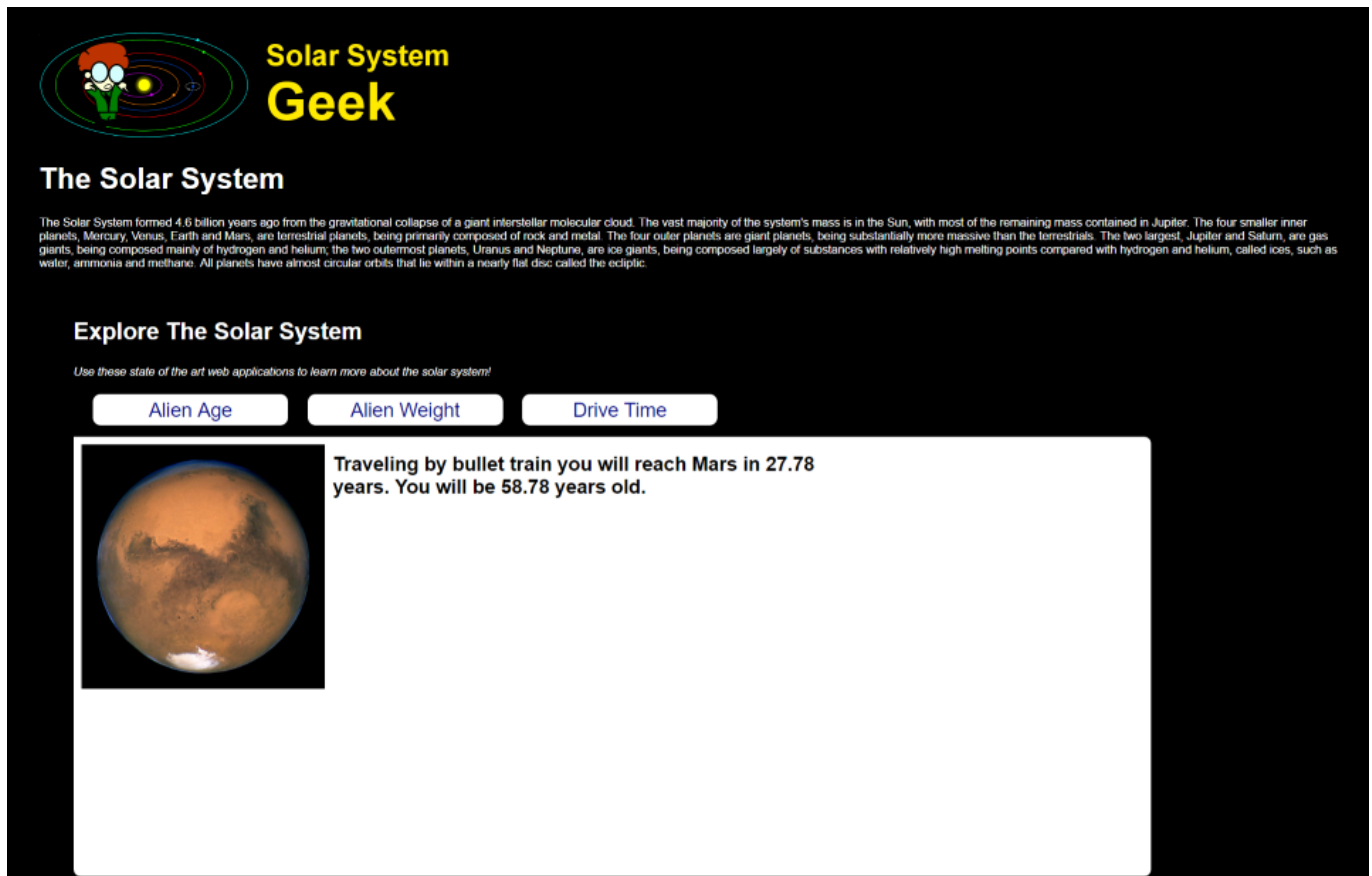 Solar System
Geek
The Solar System
The Solar System formed 4.6 billion years ago from the gravitational collapse of a giant interstellar molecular cloud. The vast majority of the system's mass is in the Sun, with most of the remaining mass contained in Jupiter. The four smaller inner
planets, Mercury, Venus, Earth and Mars, are terrestrial planets, being primarily composed of rock and metal. The four outer planets are giant planets, being substantially more massive than the terrestrials. The two largest, Jupiter and Saturn, are gas
giants, being composed mainly of hydrogen and helium; the two outermost planets, Uranus and Neptune, are ice giants, being composed largely of substances with relatively high melting points compared with hydrogen and helium, called ices, such as
water, ammonia and methane. All planets have almost circular orbits that lie within a nearly flat disc called the ecliptic.
Explore The Solar System
Use these state of the art web applications to learn more about the solar system!
Alien Age Alien Weight Drive Time
Traveling by bullet train you will reach Mars in 27.78
years. You will be 58.78 years old.